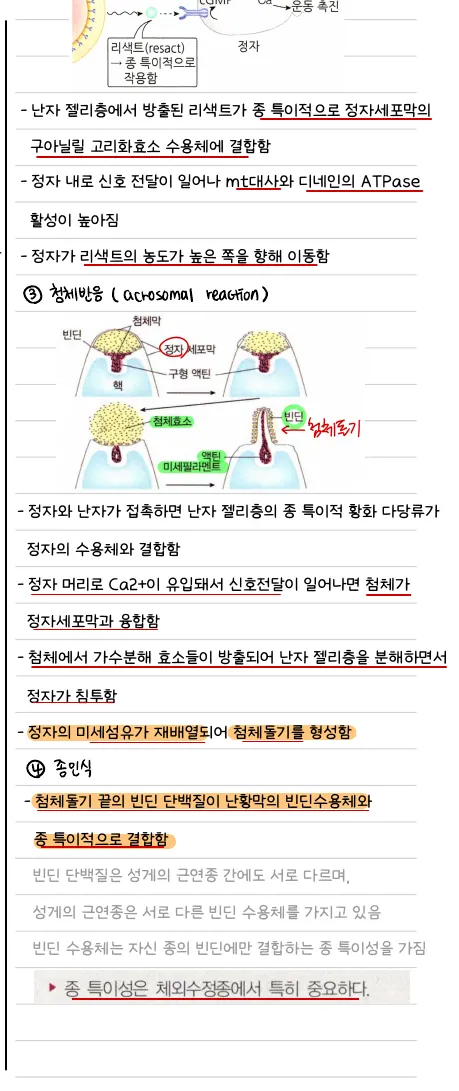 cGMP
Ca
운동 촉진
리색트(resact)
→ 종 특이적으로
작용함
정자
- 난자 젤리층에서 방출된 리색트가 종 특이적으로 정자세포막의
구아닐릴 고리화효소 수용체에 결합함
- 정자 내로 신호 전달이 일어나 mt대사와 디네인의 ATPase
활성이 높아짐
- 정자가 리색트의 농도가 높은 쪽을 향해 이동함
③ 첨체반응 ( acrosomal reaction )
첨체막
빈딘
정자 세포막
구형 액틴
핵
첨체효소
빈딘
← 첨체돌기
액틴
미세필라멘트
- 정자와 난자가 접촉하면 난자 젤리층의 종 특이적 황화 다당류가
정자의 수용체와 결합함
- 정자 머리로 Ca2+이 유입돼서 신호전달이 일어나면 첨체가
정자세포막과 융합함
- 첨체에서 가수분해 효소들이 방출되어 난자 젤리층을 분해하면서
정자가 침투함
- 정자의 미세섬유가 재배열되어 첨체돌기를 형성함
④ 종인식
- 첨체돌기 끝의 빈딘 단백질이 난황막의 빈딘수용체와
종 특이적으로 결합함
빈딘 단백질은 성게의 근연종 간에도 서로 다르며,
성게의 근연종은 서로 다른 빈딘 수용체를 가지고 있음
빈딘 수용체는 자신 종의 빈딘에만 결합하는 종 특이성을 가짐
▶ 종 특이성은 체외수정종에서 특히 중요하다.